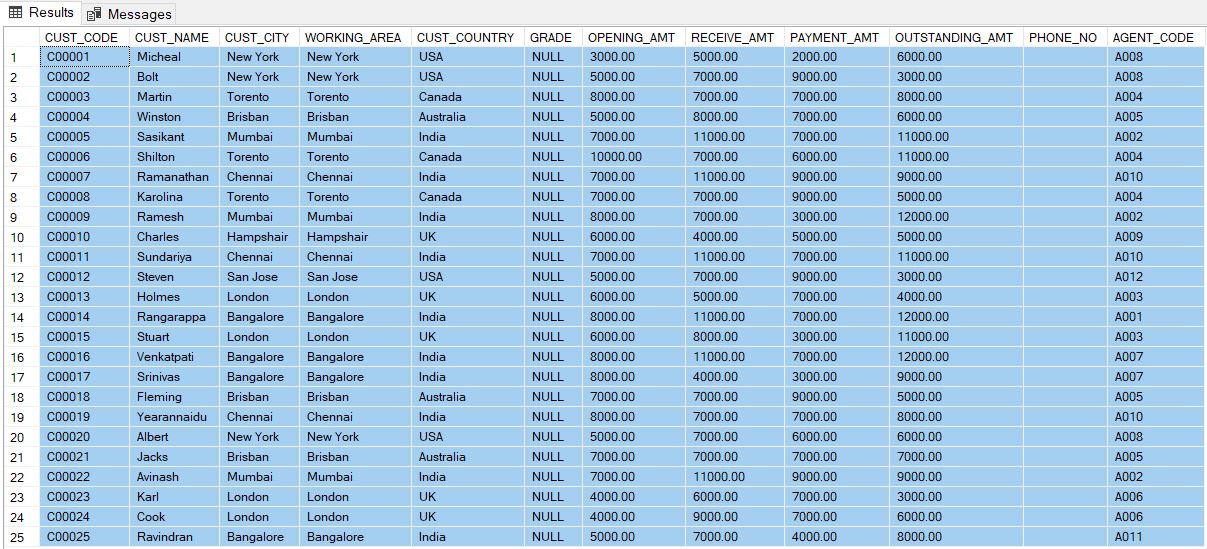 Results Messages
CUST_CODE CUST_NAME CUST_CITY WORKING_AREA CUST_COUNTRY GRADE OPENING_AMT RECEIVE_AMT PAYMENT_AMT OUTSTANDING_AMT PHONE_NO AGENT_CODE
1 C00001 Micheal New York New York USA NULL 3000.00 5000.00 2000.00 6000.00 A008
2 C00002 Bolt New York New York USA NULL 5000.00 7000.00 9000.00 3000.00 A008
3 C00003 Martin Torento Torento Canada NULL 8000.00 7000.00 7000.00 8000.00 A004
4 C00004 Winston Brisban Brisban Australia NULL 5000.00 8000.00 7000.00 6000.00 A005
5 C00005 Sasikant Mumbai Mumbai India NULL 7000.00 11000.00 7000.00 11000.00 A002
6 C00006 Shilton Torento Torento Canada NULL 10000.00 7000.00 6000.00 11000.00 A004
7 C00007 Ramanathan Chennai Chennai India NULL 7000.00 11000.00 9000.00 9000.00 A010
8 C00008 Karolina Torento Torento Canada NULL 7000.00 7000.00 9000.00 5000.00 A004
9 C00009 Ramesh Mumbai Mumbai India NULL 8000.00 7000.00 3000.00 12000.00 A002
10 C00010 Charles Hampshair Hampshair UK NULL 6000.00 4000.00 5000.00 5000.00 A009
11 C00011 Sundariya Chennai Chennai India NULL 7000.00 11000.00 7000.00 11000.00 A010
12 C00012 Steven San Jose San Jose USA NULL 5000.00 7000.00 9000.00 3000.00 A012
13 C00013 Holmes London London UK NULL 6000.00 5000.00 7000.00 4000.00 A003
14 C00014 Rangarappa Bangalore Bangalore India NULL 8000.00 11000.00 7000.00 12000.00 A001
15 C00015 Stuart London London UK NULL 6000.00 8000.00 3000.00 11000.00 A003
16 C00016 Venkatpati Bangalore Bangalore India NULL 8000.00 11000.00 7000.00 12000.00 A007
17 C00017 Srinivas Bangalore Bangalore India NULL 8000.00 4000.00 3000.00 9000.00 A007
18 C00018 Fleming Brisban Brisban Australia NULL 7000.00 7000.00 9000.00 5000.00 A005
19 C00019 Yearannaidu Chennai Chennai India NULL 8000.00 7000.00 7000.00 8000.00 A010
20 C00020 Albert New York New York USA NULL 5000.00 7000.00 6000.00 6000.00 A008
21 C00021 Jacks Brisban Brisban Australia NULL 7000.00 7000.00 7000.00 7000.00 A005
22 C00022 Avinash Mumbai Mumbai India NULL 7000.00 11000.00 9000.00 9000.00 A002
23 C00023 Karl London London UK NULL 4000.00 6000.00 7000.00 3000.00 A006
24 C00024 Cook London London UK NULL 4000.00 9000.00 7000.00 6000.00 A006
25 C00025 Ravindran Bangalore Bangalore India NULL 5000.00 7000.00 4000.00 8000.00 A011